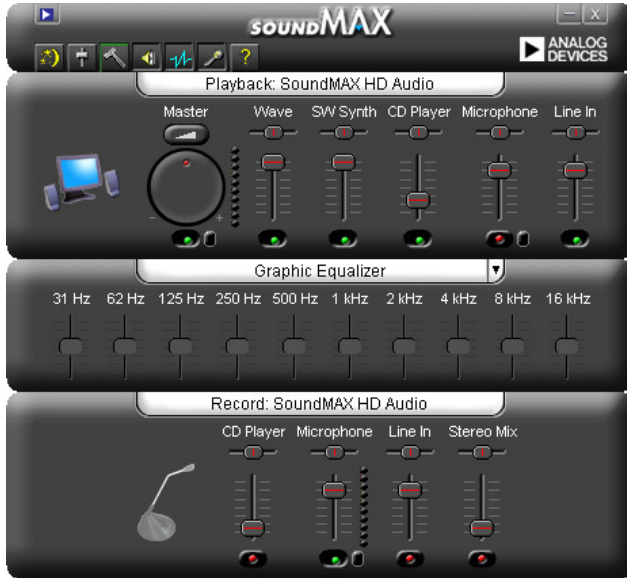 SOUNDMAX
ANALOG
DEVICES
?
Playback: SoundMAX HD Audio
Master Wave SW Synth CD Player Microphone Line In
- +
Graphic Equalizer
31 Hz 62 Hz 125 Hz 250 Hz 500 Hz 1 kHz 2 kHz 4 kHz 8 kHz 16 kHz
Record: SoundMAX HD Audio
CD Player Microphone Line In Stereo Mix